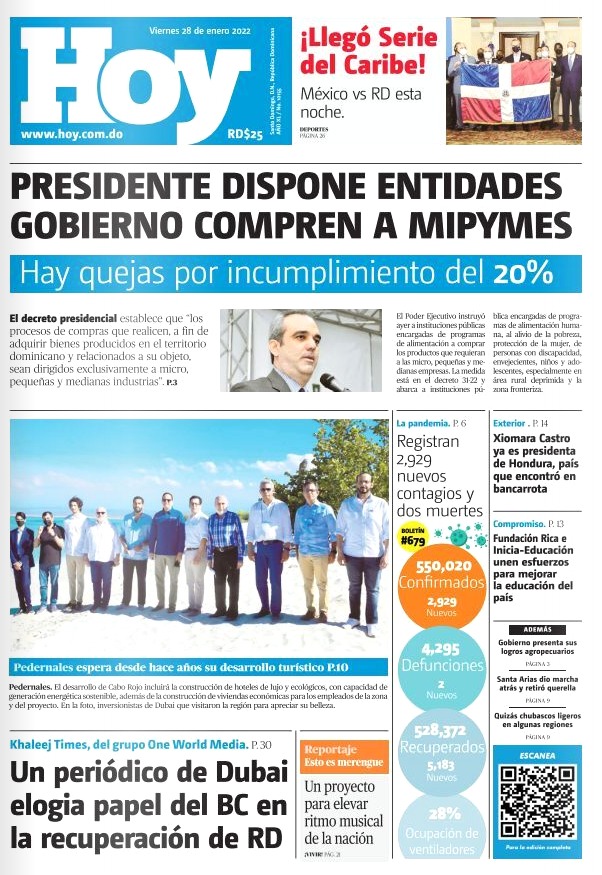 Viernes 28 de enero 2022
Hoy
www.hoy.com.do
RD$25
Santo Domingo, D.N., República Dominicana
¡Llegó Serie
del Caribe!
México vs RD esta
noche.
DEPORTES
PÁGINA 26
PRESIDENTE DISPONE ENTIDADES
GOBIERNO COMPREN A MIPYMES
Hay quejas por incumplimiento del 20%
El decreto presidencial establece que “los
procesos de compras que realicen, a fin de
adquirir bienes producidos en el territorio
dominicano y relacionados a su objeto,
sean dirigidos exclusivamente a micro,
pequeñas y medianas industrias”. P.3
El Poder Ejecutivo instruyó
ayer a instituciones públicas
encargadas de programas
de alimentación a comprar
los productos que requieran
a las micro, pequeñas y me-
dianas empresas. La medida
está en el decreto 31-22 y
abarca a instituciones pú-
blica encargadas de progra-
mas de alimentación huma-
na, al alivio de la pobreza,
protección de la mujer, de
personas con discapacidad,
envejecientes, niños y ado-
lescentes, especialmente en
área rural deprimida y la
zona fronteriza.
Pedernales espera desde hace años su desarrollo turístico P.10
Pedernales. El desarrollo de Cabo Rojo incluirá la construcción de hoteles de lujo y ecológicos, con capacidad de
generación energética sostenible, además de la construcción de viviendas económicas para los empleados de la zona
y del proyecto. En la foto, inversionistas de Dubai que visitaron la región para apreciar su belleza.
La pandemia. P. 6
Registran
2,929
nuevos
contagios y
dos muertes
BOLETÍN
#679
550,020
Confirmados
2,929
Nuevos
4,295
Defunciones
2
Nuevos
528,372
Recuperados
5,183
Nuevos
28%
Ocupación de
ventiladores
Exterior . P. 14
Xiomara Castro
ya es presidenta
de Hondura, país
que encontró en
bancarrota
Compromiso. P. 13
Fundación Rica e
Inicia-Educación
unen esfuerzos
para mejorar
la educación del
país
ADEMÁS
Gobierno presenta sus
logros agropecuarios
PÁGINA 3
Santa Arias dio marcha
atrás y retiró querella
PÁGINA 9
Quizás chubascos ligeros
en algunas regiones
PÁGINA 9
ESCANEA
Para la edición completa
Khaleej Times, del grupo One World Media. P. 30
Un periódico de Dubai
elogia papel del BC en
la recuperación de RD
Reportaje
Esto es merengue
Un proyecto
para elevar
ritmo musical
de la nación
¡VIVIR! PÁG. 21